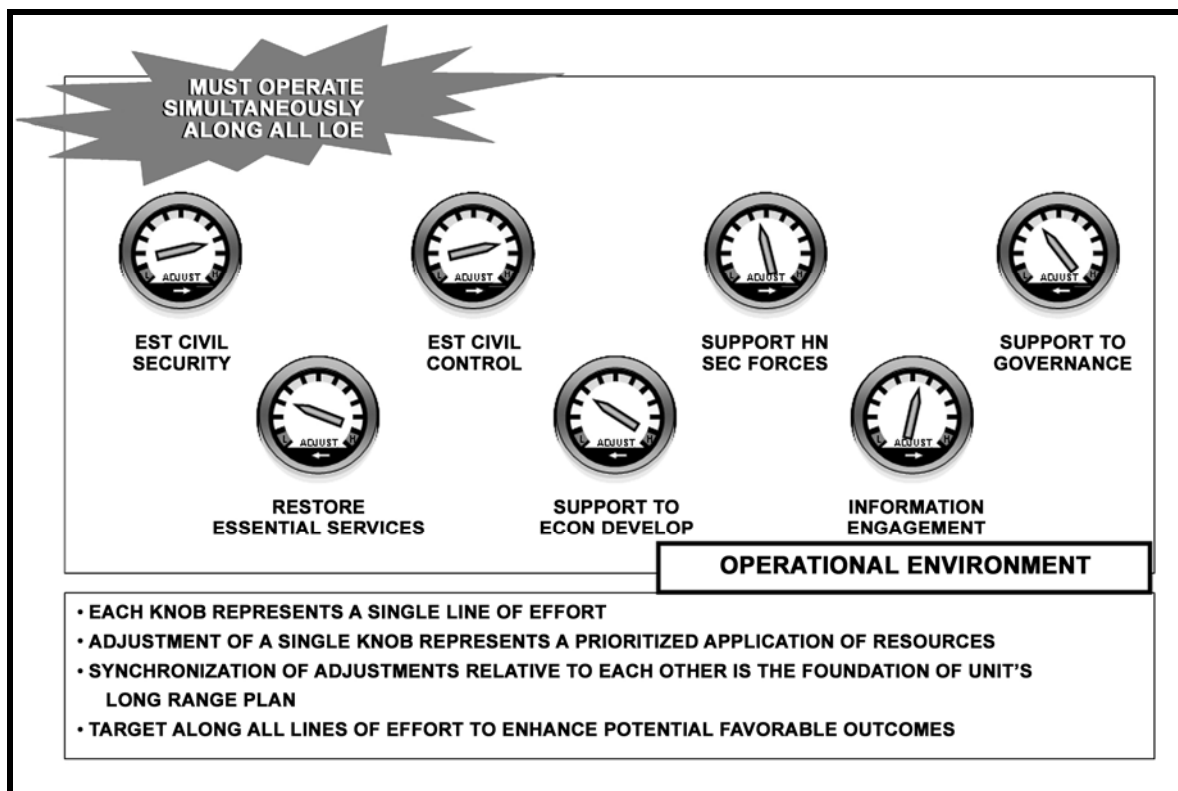 MUST OPERATE
SIMULTANEOUSLY
ALONG ALL LOE
L ADJUST H
L ADJUST H
L ADJUST H
L ADJUST H
EST CIVIL
SECURITY
EST CIVIL
CONTROL
SUPPORT HN
SEC FORCES
SUPPORT TO
GOVERNANCE
L ADJUST H
L ADJUST H
L ADJUST H
RESTORE
ESSENTIAL SERVICES
SUPPORT TO
ECON DEVELOP
INFORMATION
ENGAGEMENT
OPERATIONAL ENVIRONMENT
• EACH KNOB REPRESENTS A SINGLE LINE OF EFFORT
• ADJUSTMENT OF A SINGLE KNOB REPRESENTS A PRIORITIZED APPLICATION OF RESOURCES
• SYNCHRONIZATION OF ADJUSTMENTS RELATIVE TO EACH OTHER IS THE FOUNDATION OF UNIT'S
LONG RANGE PLAN
• TARGET ALONG ALL LINES OF EFFORT TO ENHANCE POTENTIAL FAVORABLE OUTCOMES